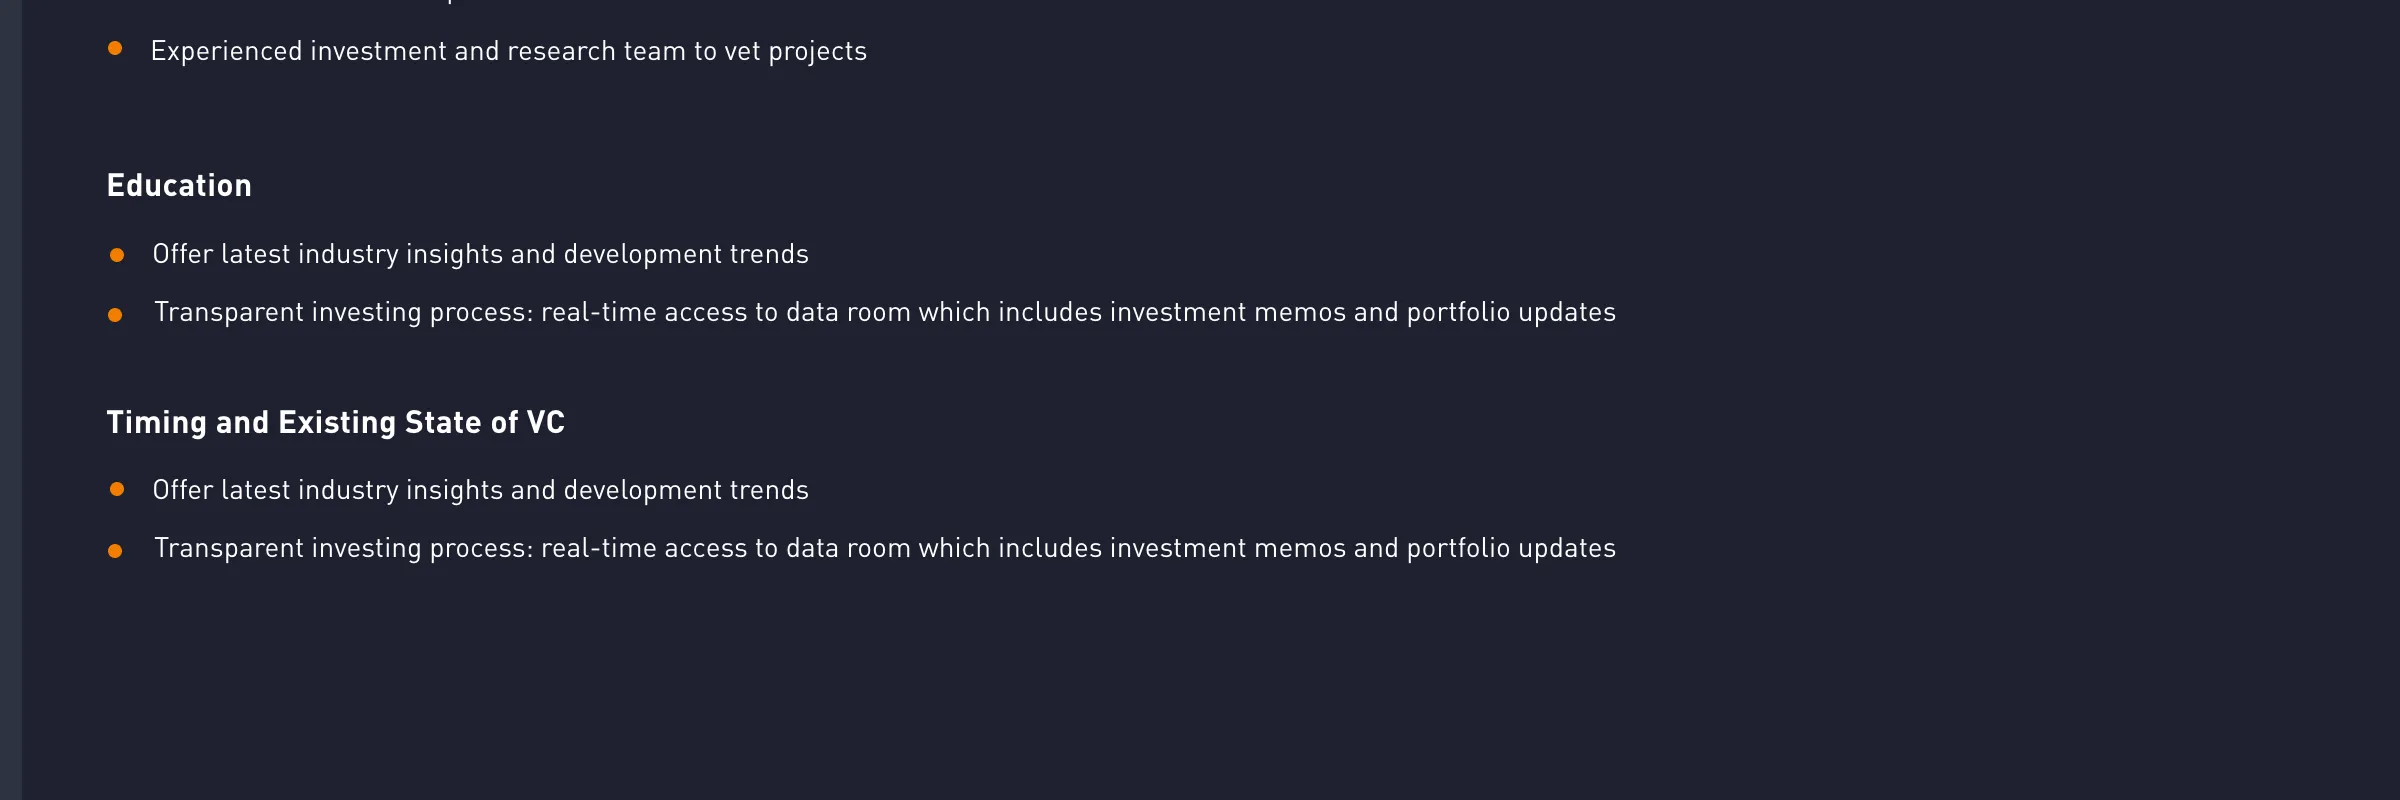 Experienced investment and research team to vet projects
Education
Offer latest industry insights and development trends
Transparent investing process: real-time access to data room which includes investment memos and portfolio updates
Timing and Existing State of VC
Offer latest industry insights and development trends
Transparent investing process: real-time access to data room which includes investment memos and portfolio updates